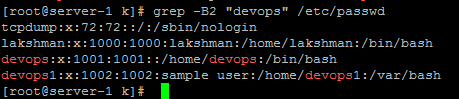 [root@server-1 k]# grep -B2 "devops" /etc/passwd
tcpdump:x:72:72::/:/sbin/nologin
lakshman:x:1000:1000:lakshman:/home/lakshman:/bin/bash
devops:x:1001:1001::/home/devops:/bin/bash
devops1:x:1002:1002:sample user:/home/devops1:/var/bash
[root@server-1 k]#